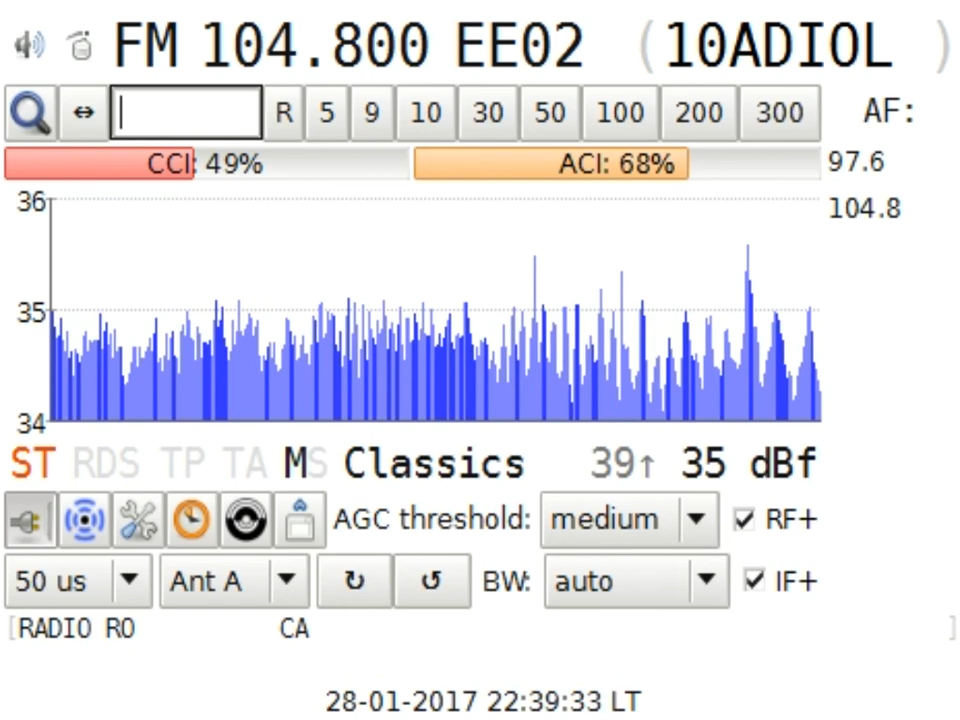 FM 104.800 EE02 (10ADIOL )
R 5 9 10 30 50 100 200 300 AF:
CCI: 49% ACI: 68% 97.6
104.8
36
35
34
ST RDS TP TA MS Classics 39↑ 35 dBf
AGC threshold: medium RF+
50 us Ant A ↻ ↺ BW: auto IF+
[RADIO RO CA ]
28-01-2017 22:39:33 LT